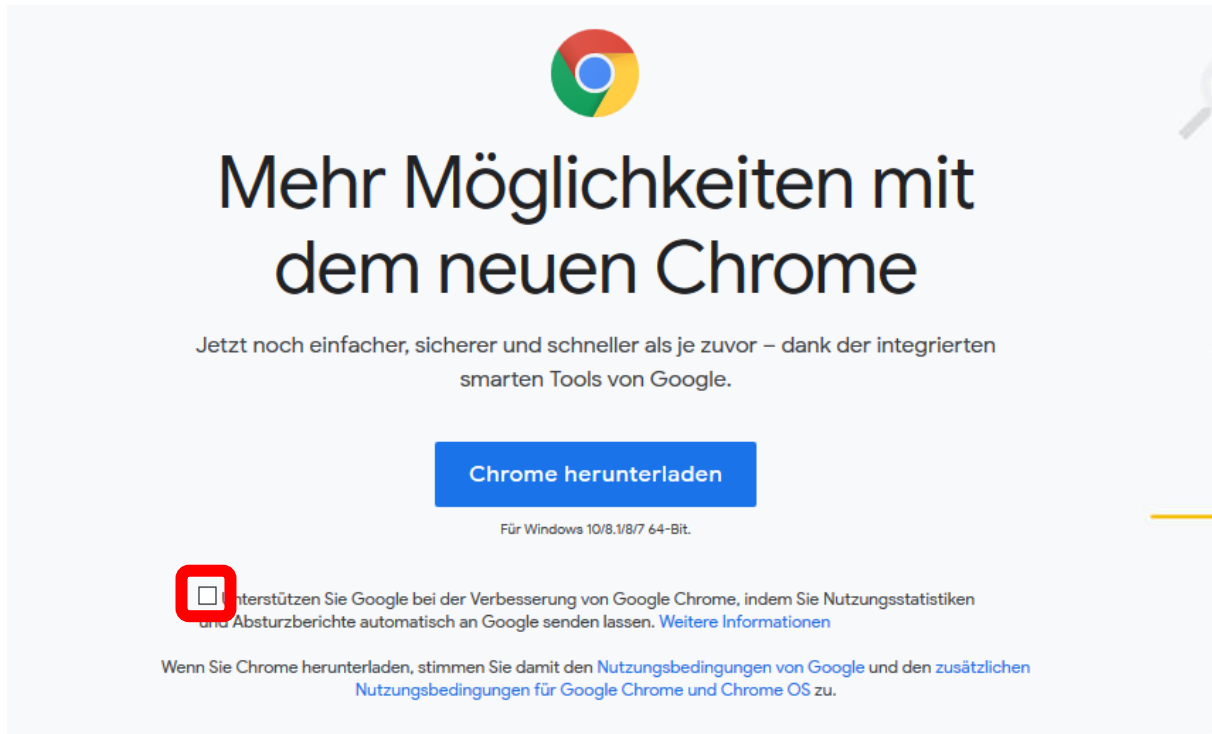 Mehr Möglichkeiten mit
dem neuen Chrome
Jetzt noch einfacher, sicherer und schneller als je zuvor – dank der integrierten
smarten Tools von Google.
Chrome herunterladen
Für Windows 10/8.1/8/7 64-Bit.
Unterstützen Sie Google bei der Verbesserung von Google Chrome, indem Sie Nutzungsstatistiken
und Absturzberichte automatisch an Google senden lassen. Weitere Informationen
Wenn Sie Chrome herunterladen, stimmen Sie damit den Nutzungsbedingungen von Google und den zusätzlichen
Nutzungsbedingungen für Google Chrome und Chrome OS zu.